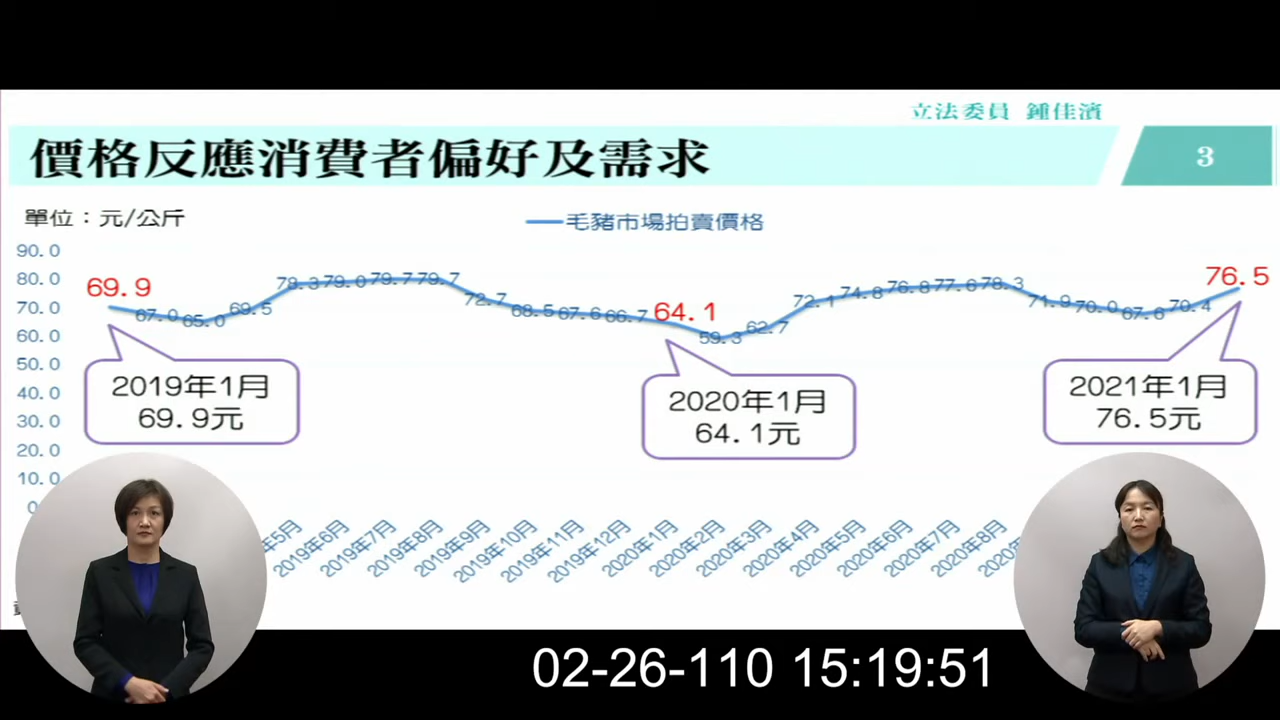 立法委員 鍾佳濱
價格反應消費者偏好及需求
3
單位：元/公斤
毛豬市場拍賣價格
90.0
80.0
70.0
60.0
50.0
40.0
30.0
20.0
10.0
69.9
67.0
65.0
69.5
78.3
79.0
79.7
79.7
72.7
68.5
67.6
66.7
64.1
59.3
62.7
72.1
74.8
76.8
77.6
78.3
71.9
70.0
67.6
70.4
76.5
2019年1月
69.9元
2020年1月
64.1元
2021年1月
76.5元
年5月
2019年6月
2019年7月
2019年8月
2019年9月
2019年10月
2019年11月
2019年12月
2020年1月
2020年2月
2020年3月
2020年4月
2020年5月
2020年6月
2020年7月
2020年8月
2020年
02-26-110 15:19:51